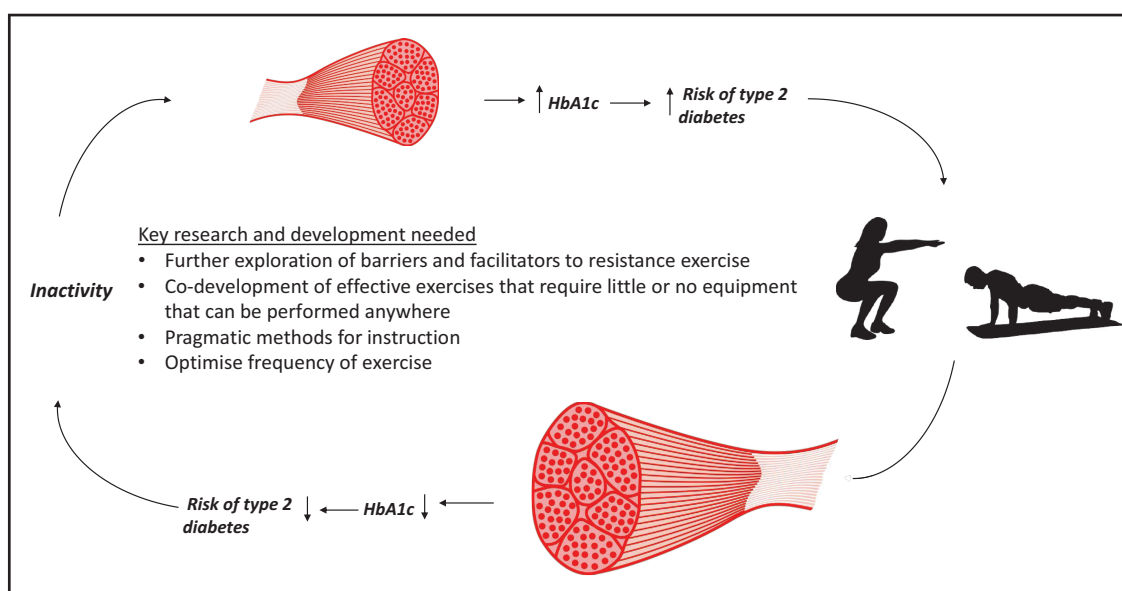 HbA1c
Risk of type 2
diabetes
Key research and development needed
• Further exploration of barriers and facilitators to resistance exercise
• Co-development of effective exercises that require little or no equipment
that can be performed anywhere
• Pragmatic methods for instruction
• Optimise frequency of exercise
Inactivity
Risk of type 2
diabetes
HbA1c